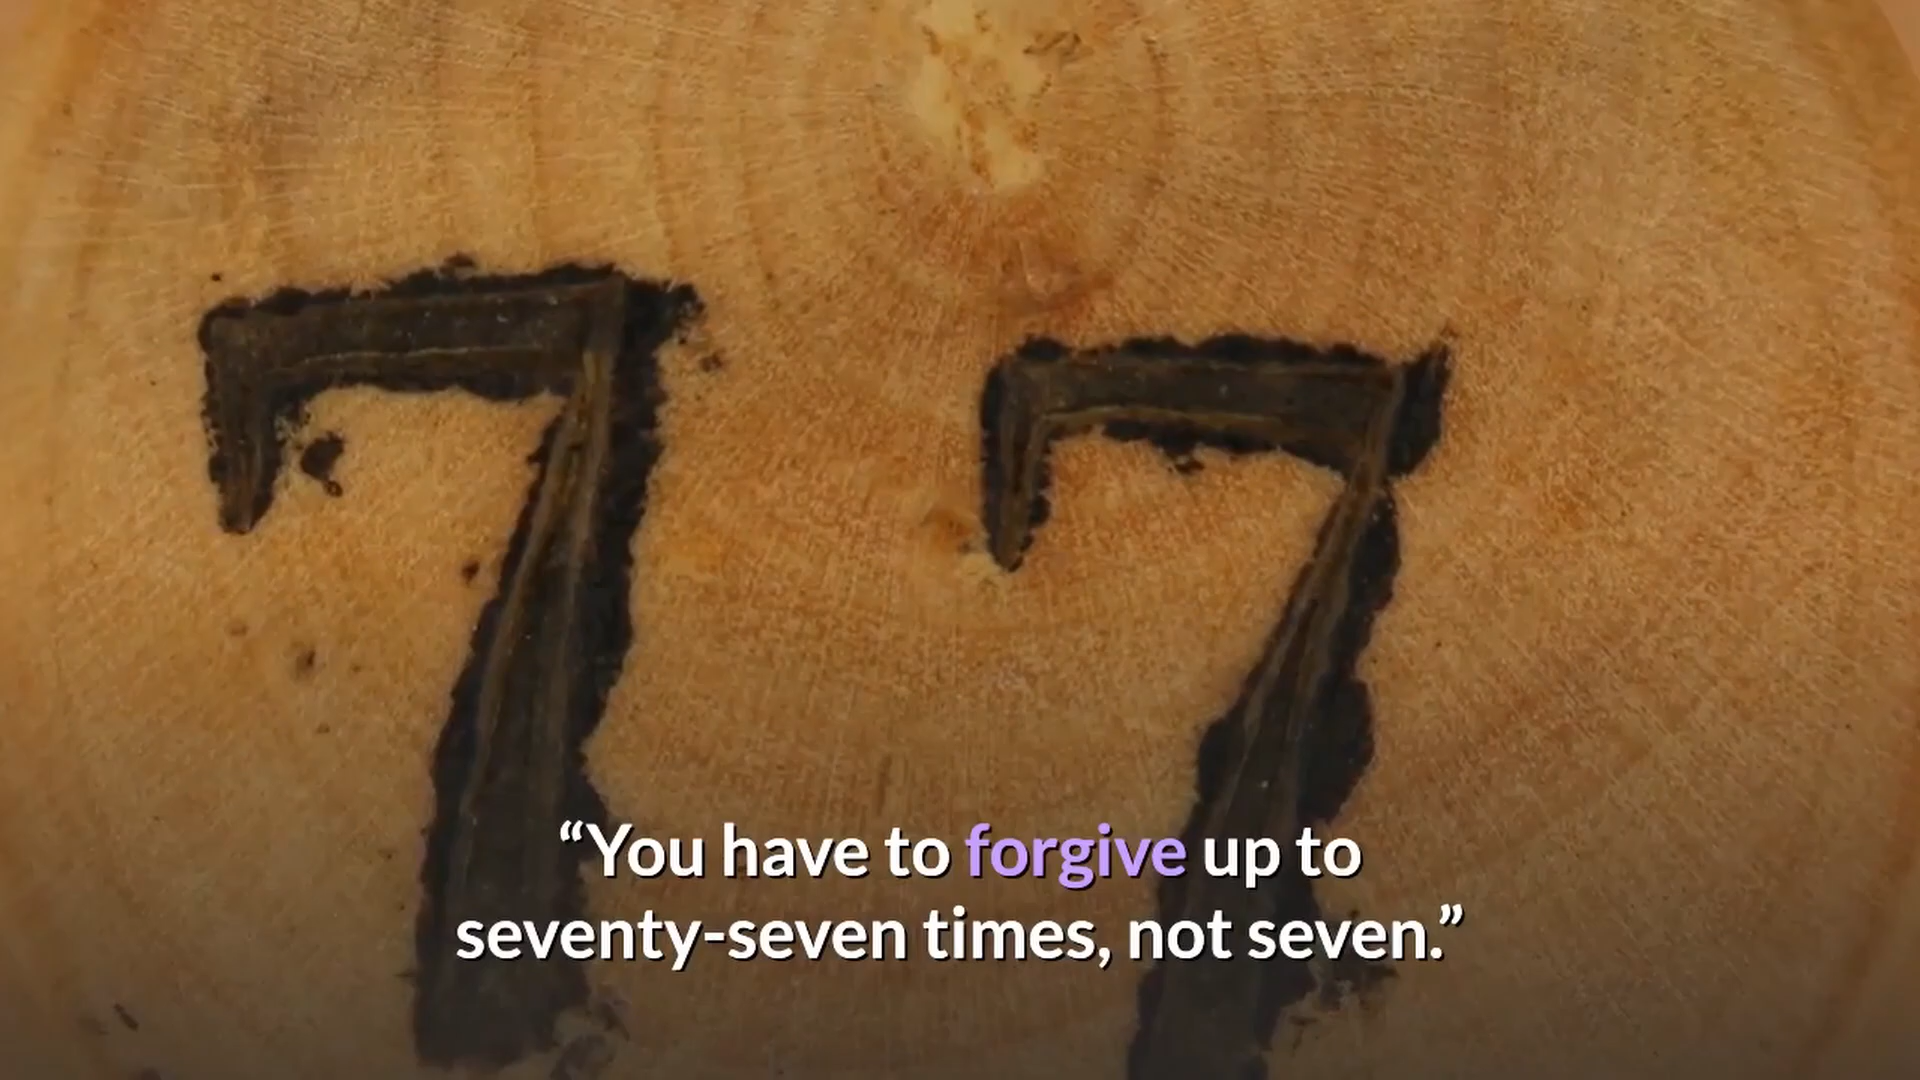 77
“You have to forgive up to
seventy-seven times, not seven.”